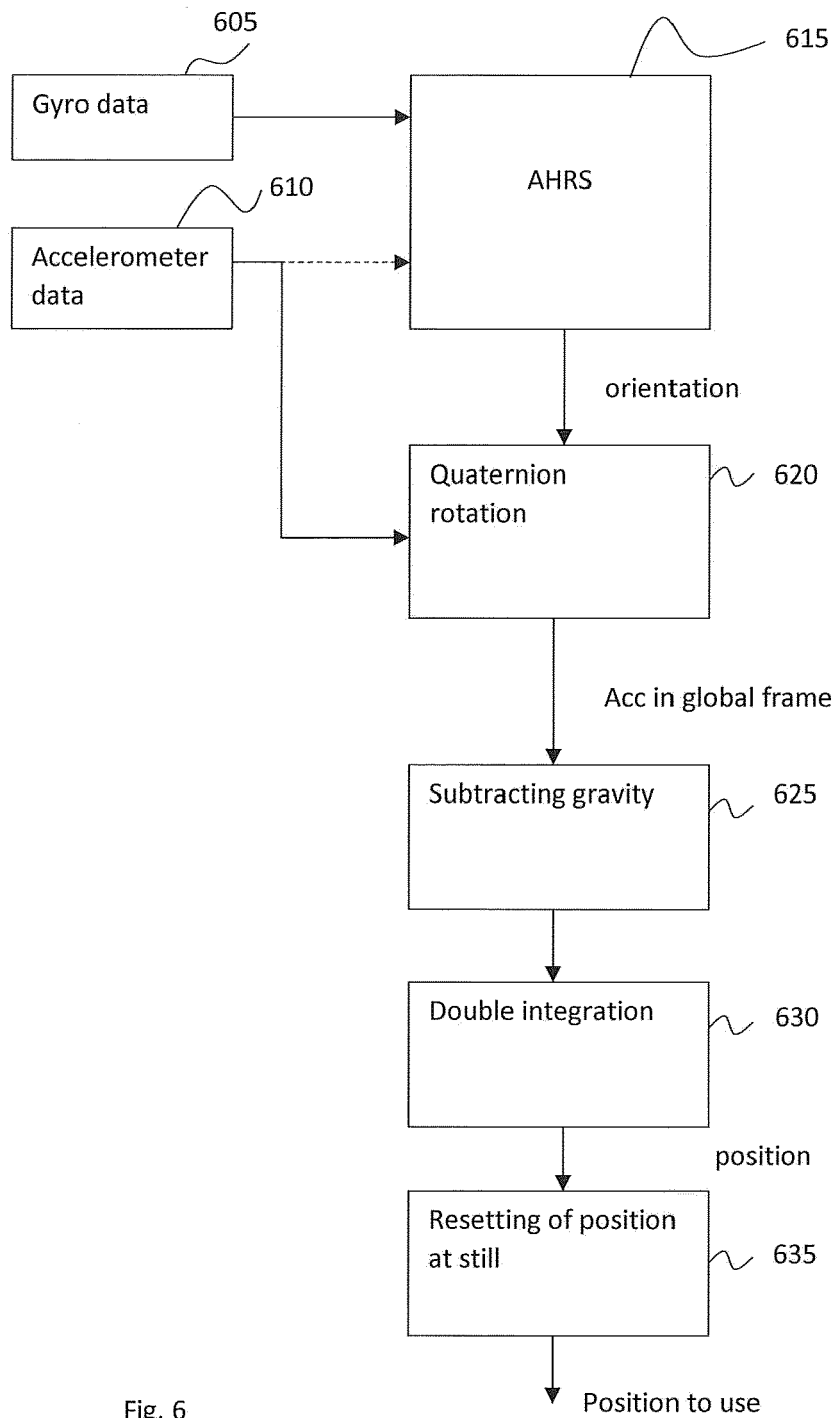 605
615
Gyro data
AHRS
610
Accelerometer
data
orientation
Quaternion
rotation
620
Acc in global frame
Subtracting gravity
625
Double integration
630
position
Resetting of position
at still
635
Position to use
Fig. 6